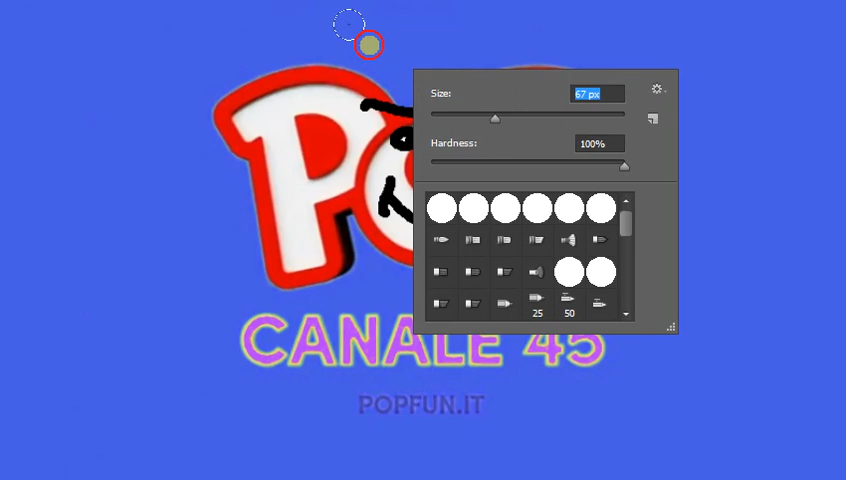 Size:
67 px
Hardness:
100%
25
50
CANALE 45
POPFUN.IT